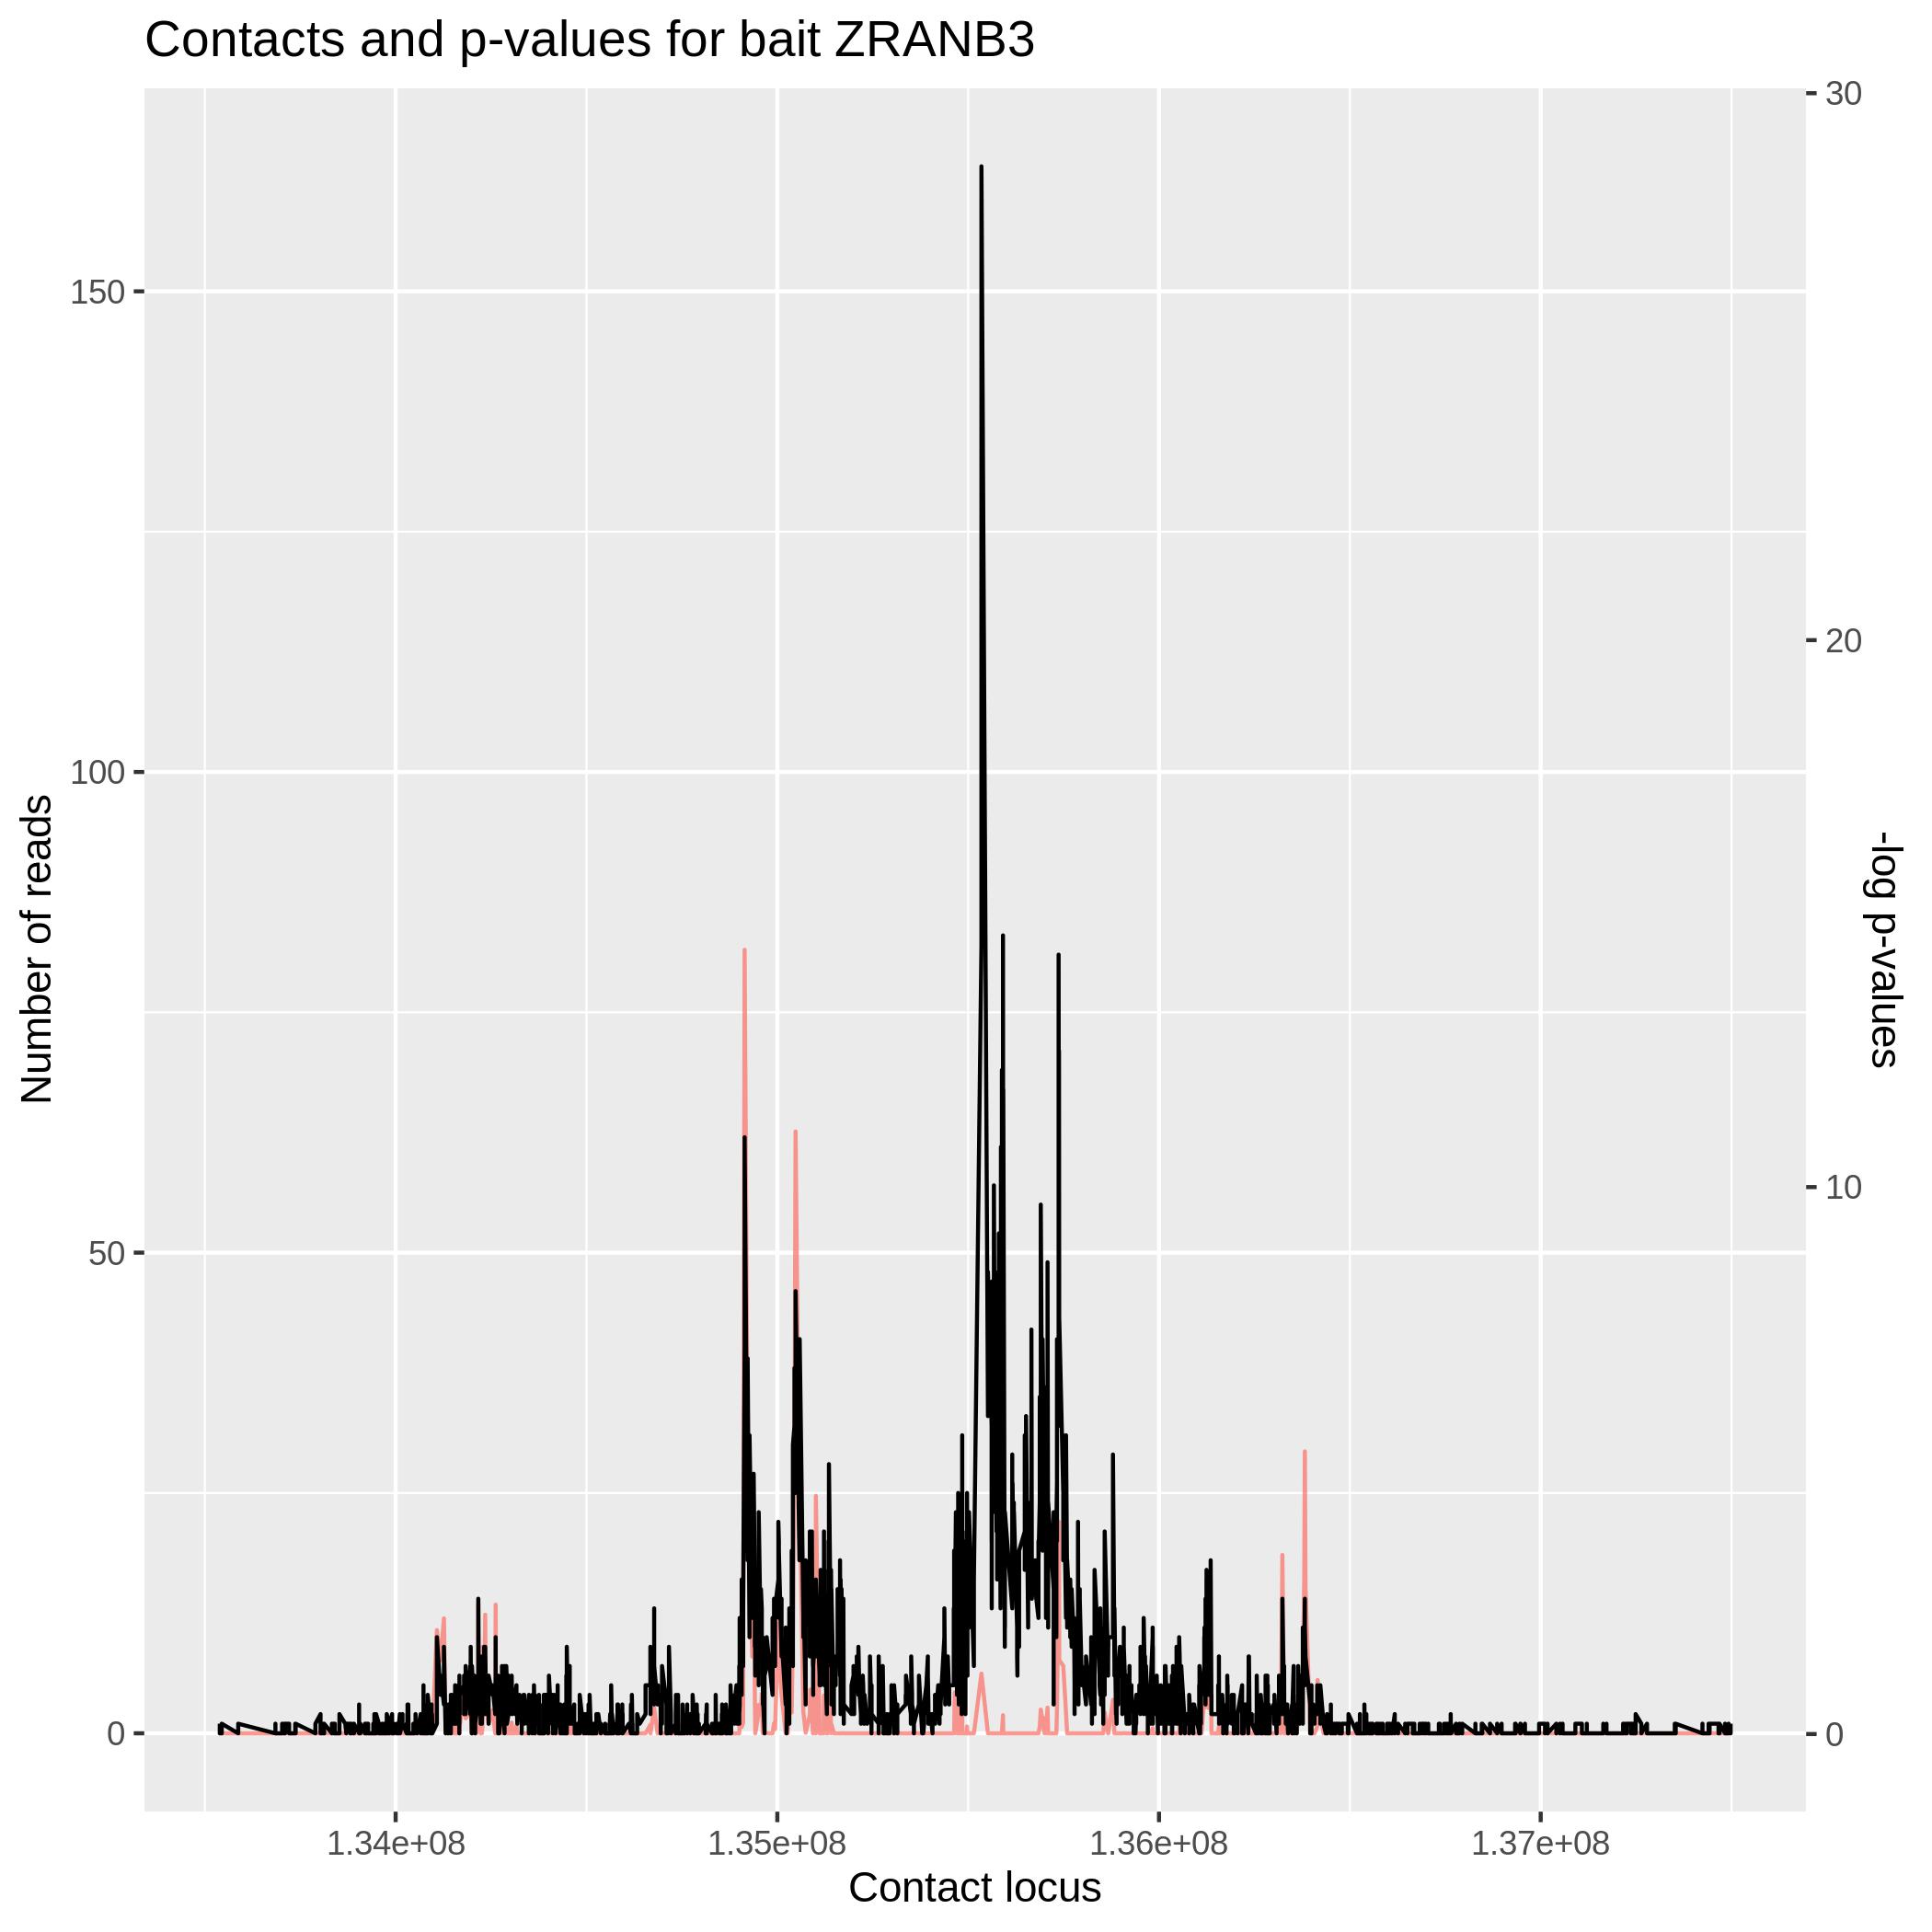 Contacts and p-values for bait ZRANB3
Number of reads
150
100
50
0
30
20
10
0
-log p-values
1.34e+08
1.35e+08
1.36e+08
1.37e+08
Contact locus